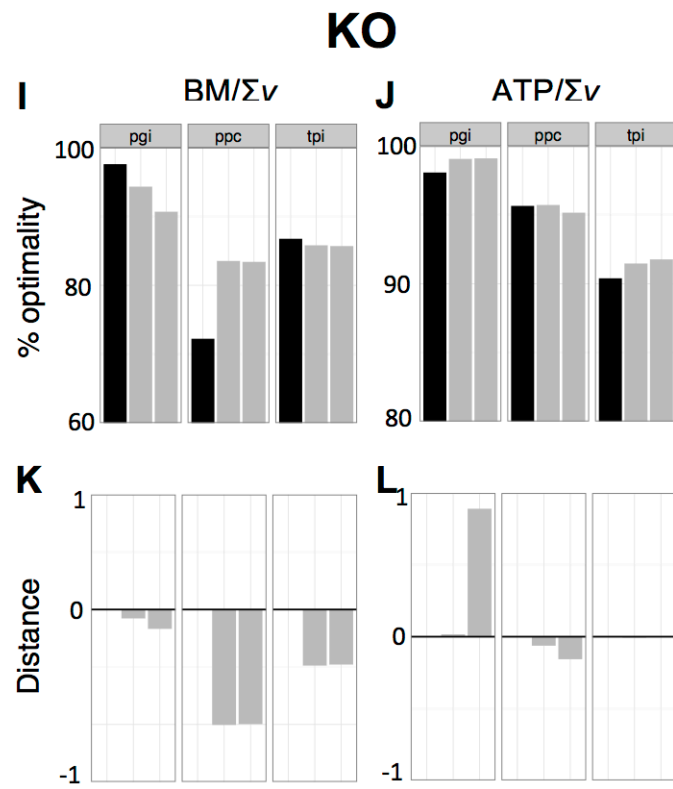 KO
I BM/Σv J ATP/Σv
pgi ppc tpi pgi ppc tpi
100 100
% optimality
80 90
60 80
K L
1 1
Distance
0 0
-1 -1